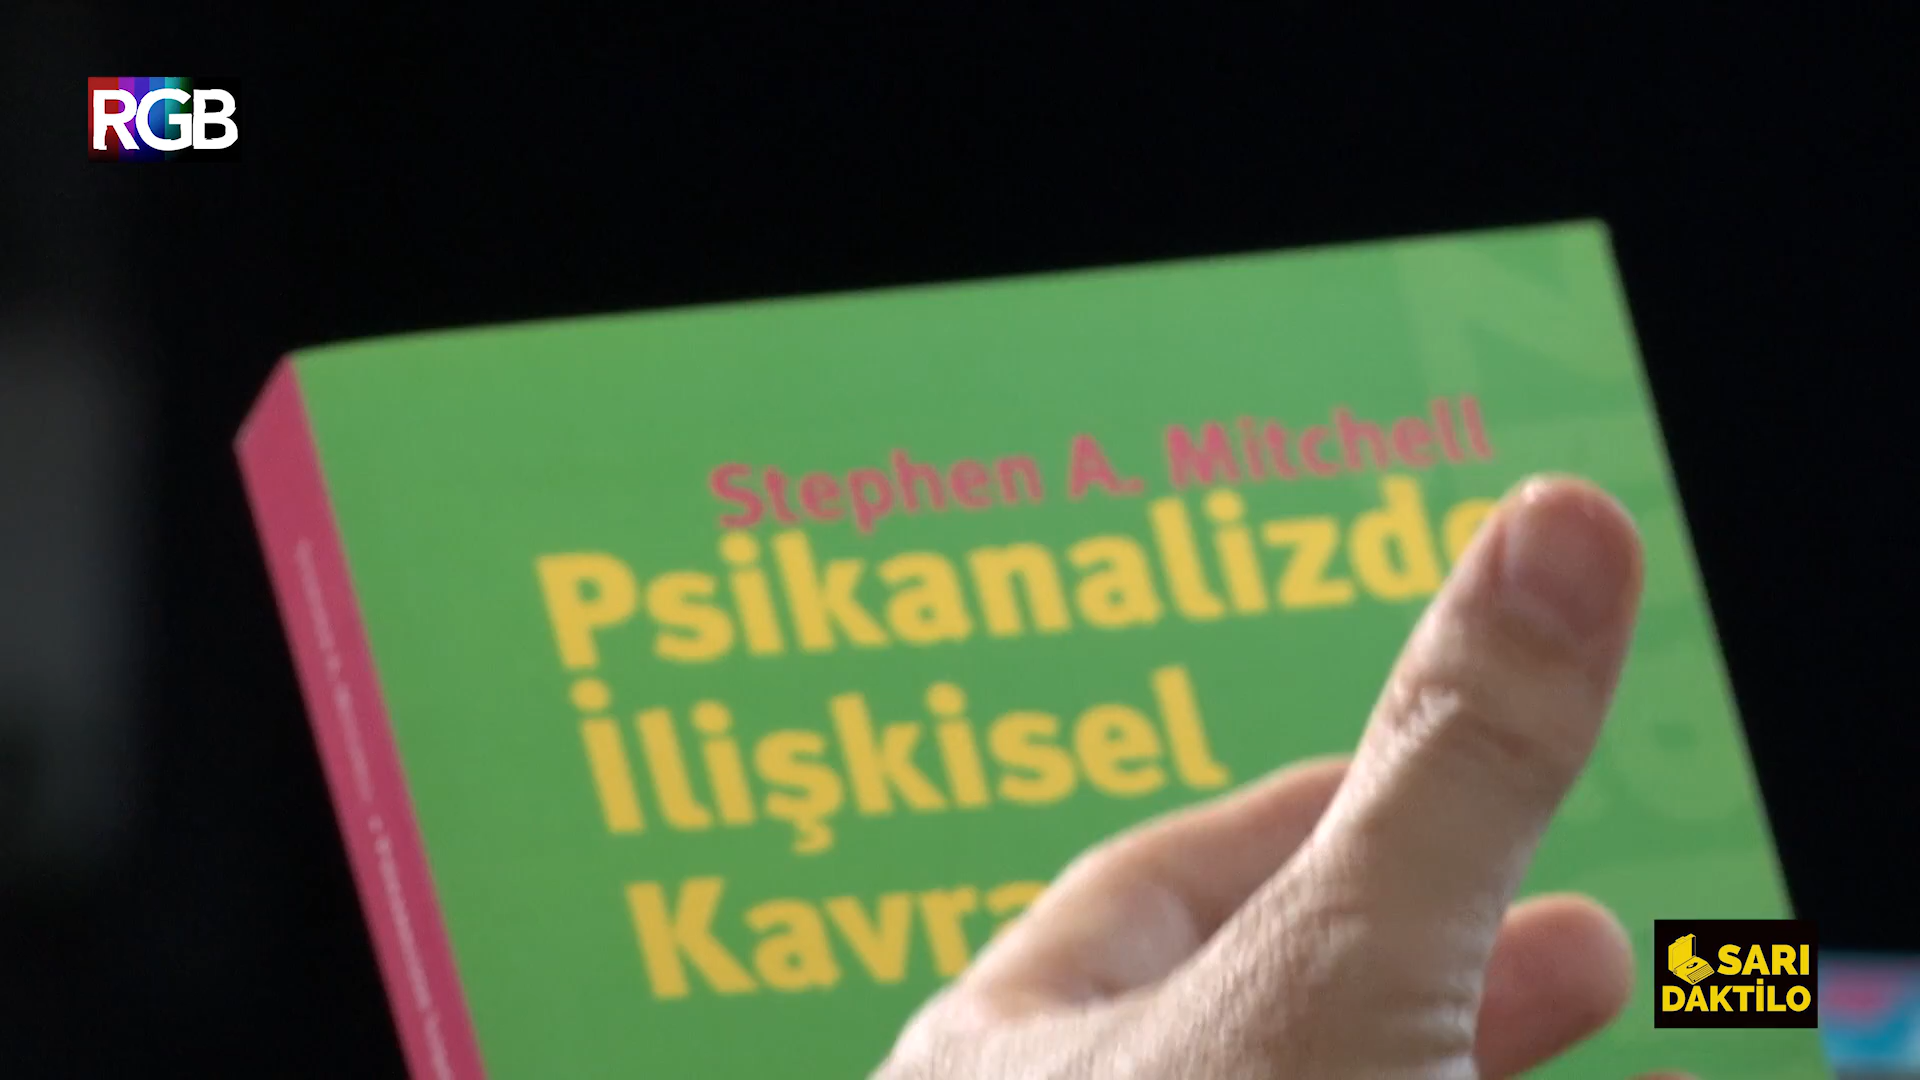 RGB
Stephen A. Mitchell
Psikanalizde
İlişkisel
Kavra
SARI
DAKTİLO